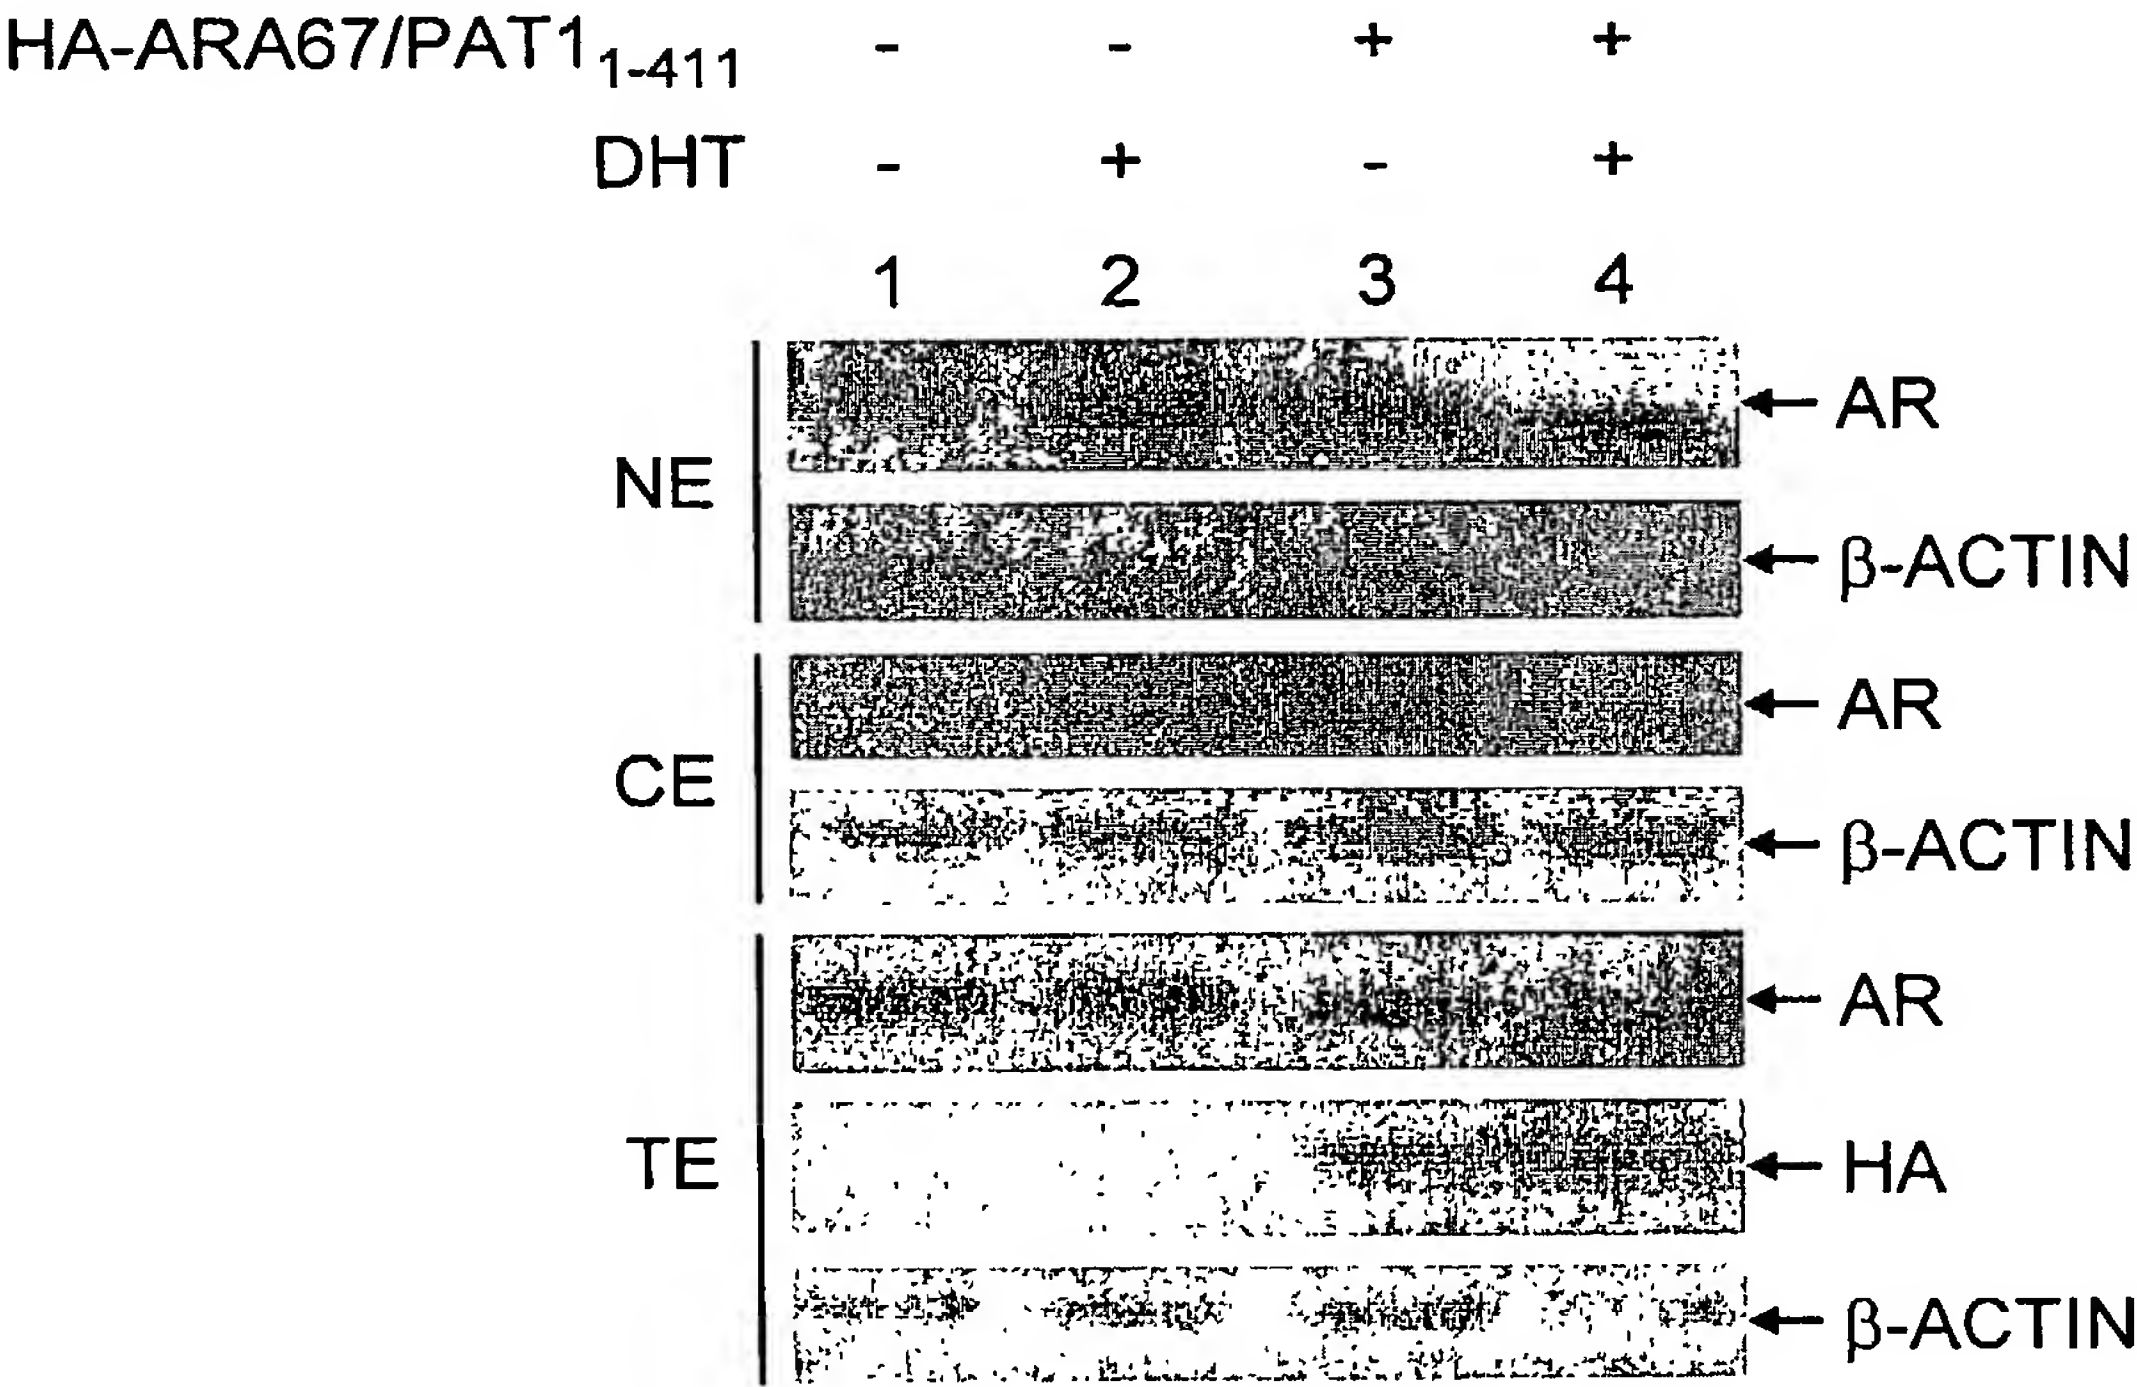 HA-ARA67/PAT1 1-411 - - + +
DHT - + - +
1 2 3 4
NE
AR
β-ACTIN
CE
AR
β-ACTIN
TE
AR
HA
β-ACTIN